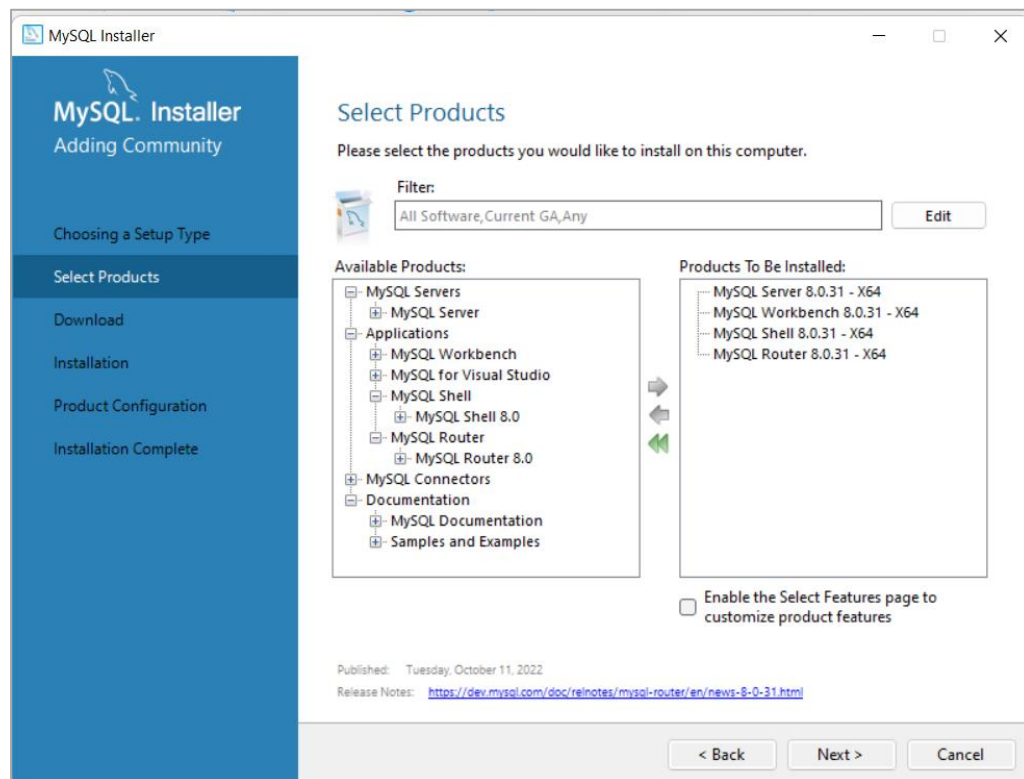 MySQL Installer
MySQL. Installer
Adding Community
Choosing a Setup Type
Select Products
Download
Installation
Product Configuration
Installation Complete
Select Products
Please select the products you would like to install on this computer.
Filter:
All Software,Current GA,Any
Edit
Available Products:
MySQL Servers
MySQL Server
Applications
MySQL Workbench
MySQL for Visual Studio
MySQL Shell
MySQL Shell 8.0
MySQL Router
MySQL Router 8.0
MySQL Connectors
Documentation
MySQL Documentation
Samples and Examples
Products To Be Installed:
MySQL Server 8.0.31 - X64
MySQL Workbench 8.0.31 - X64
MySQL Shell 8.0.31 - X64
MySQL Router 8.0.31 - X64
Enable the Select Features page to
customize product features
Published: Tuesday, October 11, 2022
Release Notes: https://dev.mysql.com/doc/relnotes/mysql-router/en/news-8-0-31.html
< Back
Next >
Cancel